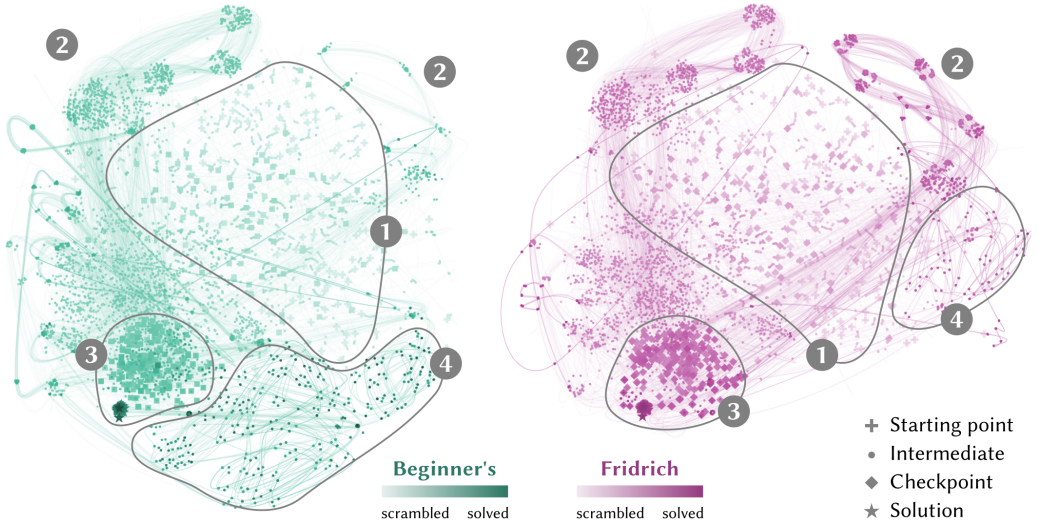 2
2
1
3
4
2
2
1
3
4
Beginner's
scrambled solved
Fridrich
scrambled solved
Starting point
Intermediate
Checkpoint
Solution